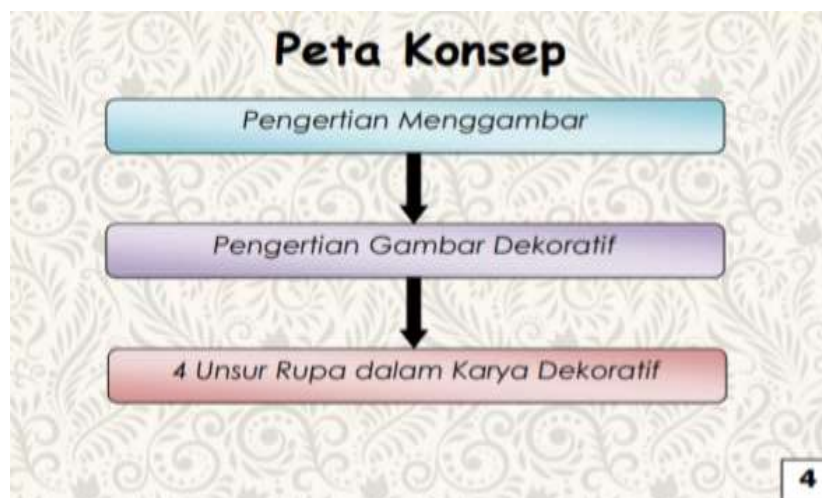 Peta Konsep
Pengertian Menggambar
Pengertian Gambar Dekoratif
4 Unsur Rupa dalam Karya Dekoratif
4